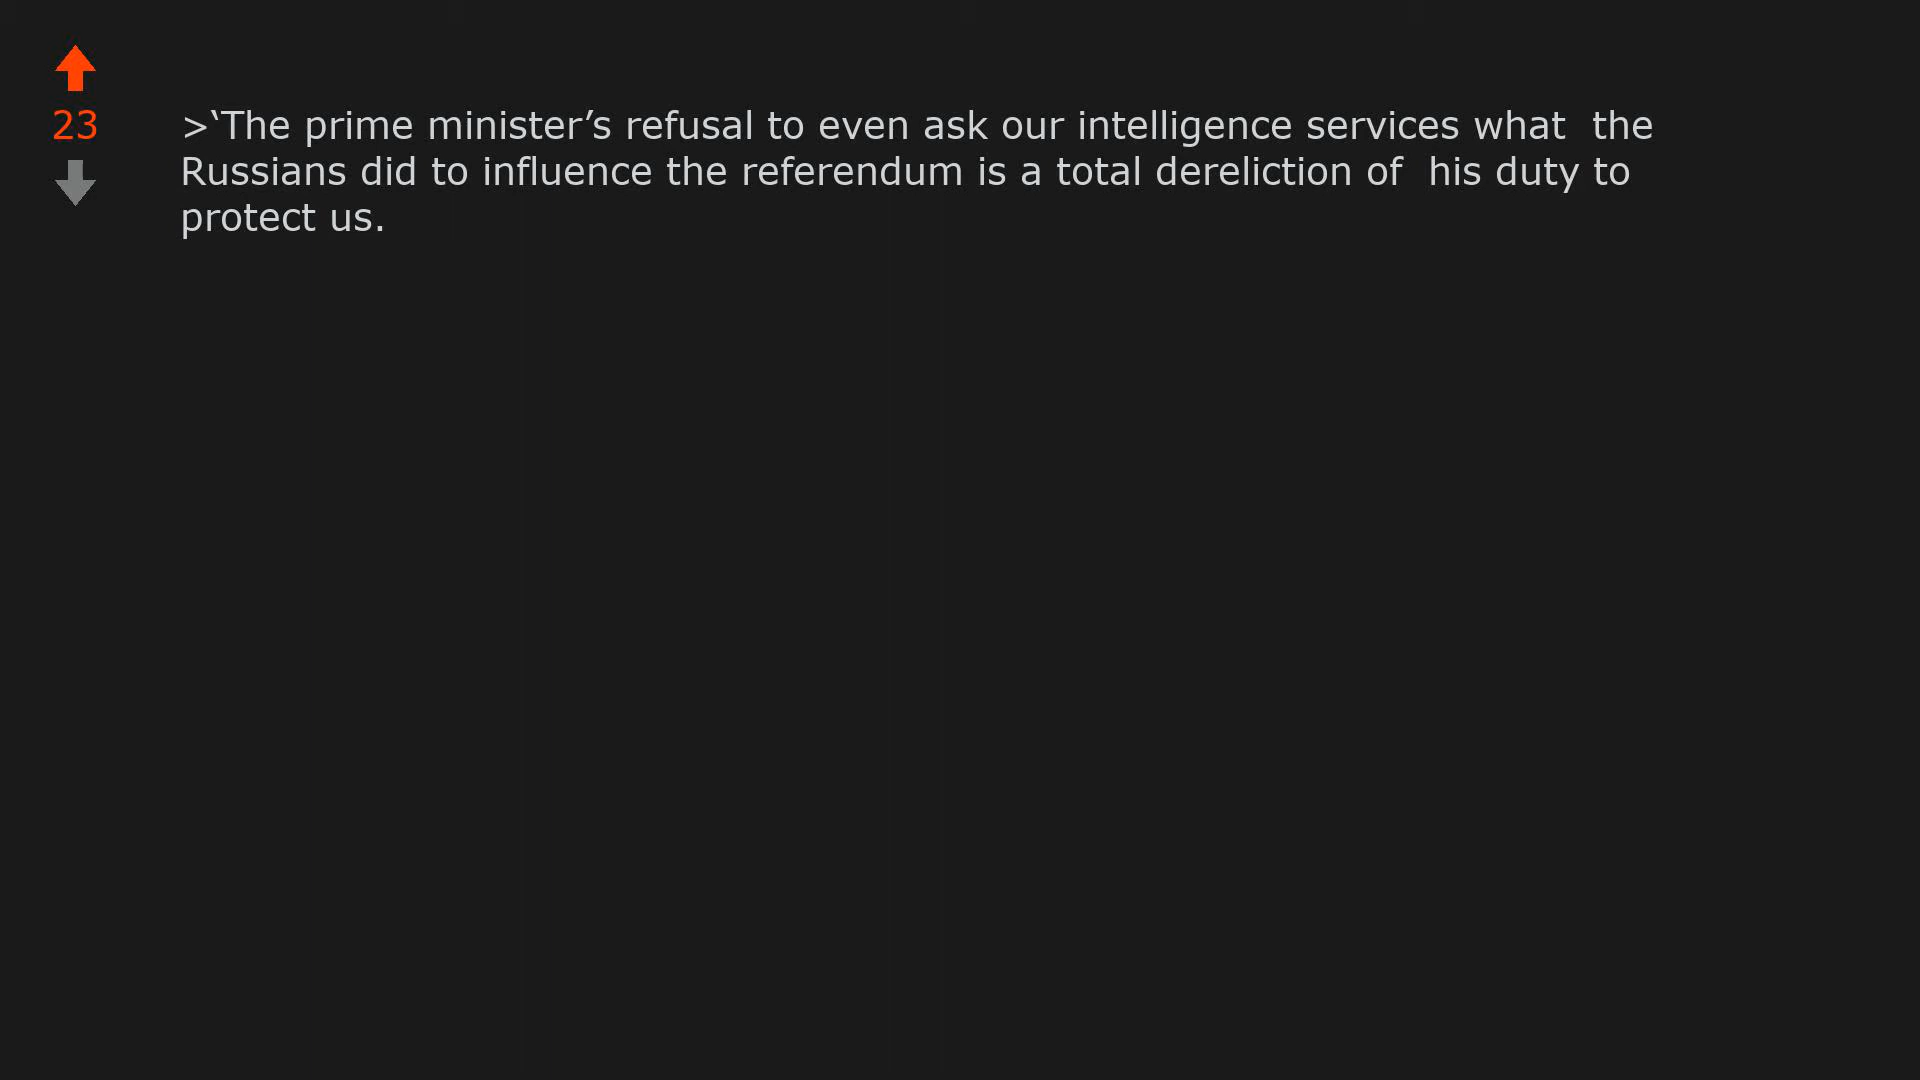 23
>‘The prime minister’s refusal to even ask our intelligence services what  the
Russians did to influence the referendum is a total dereliction of  his duty to
protect us.